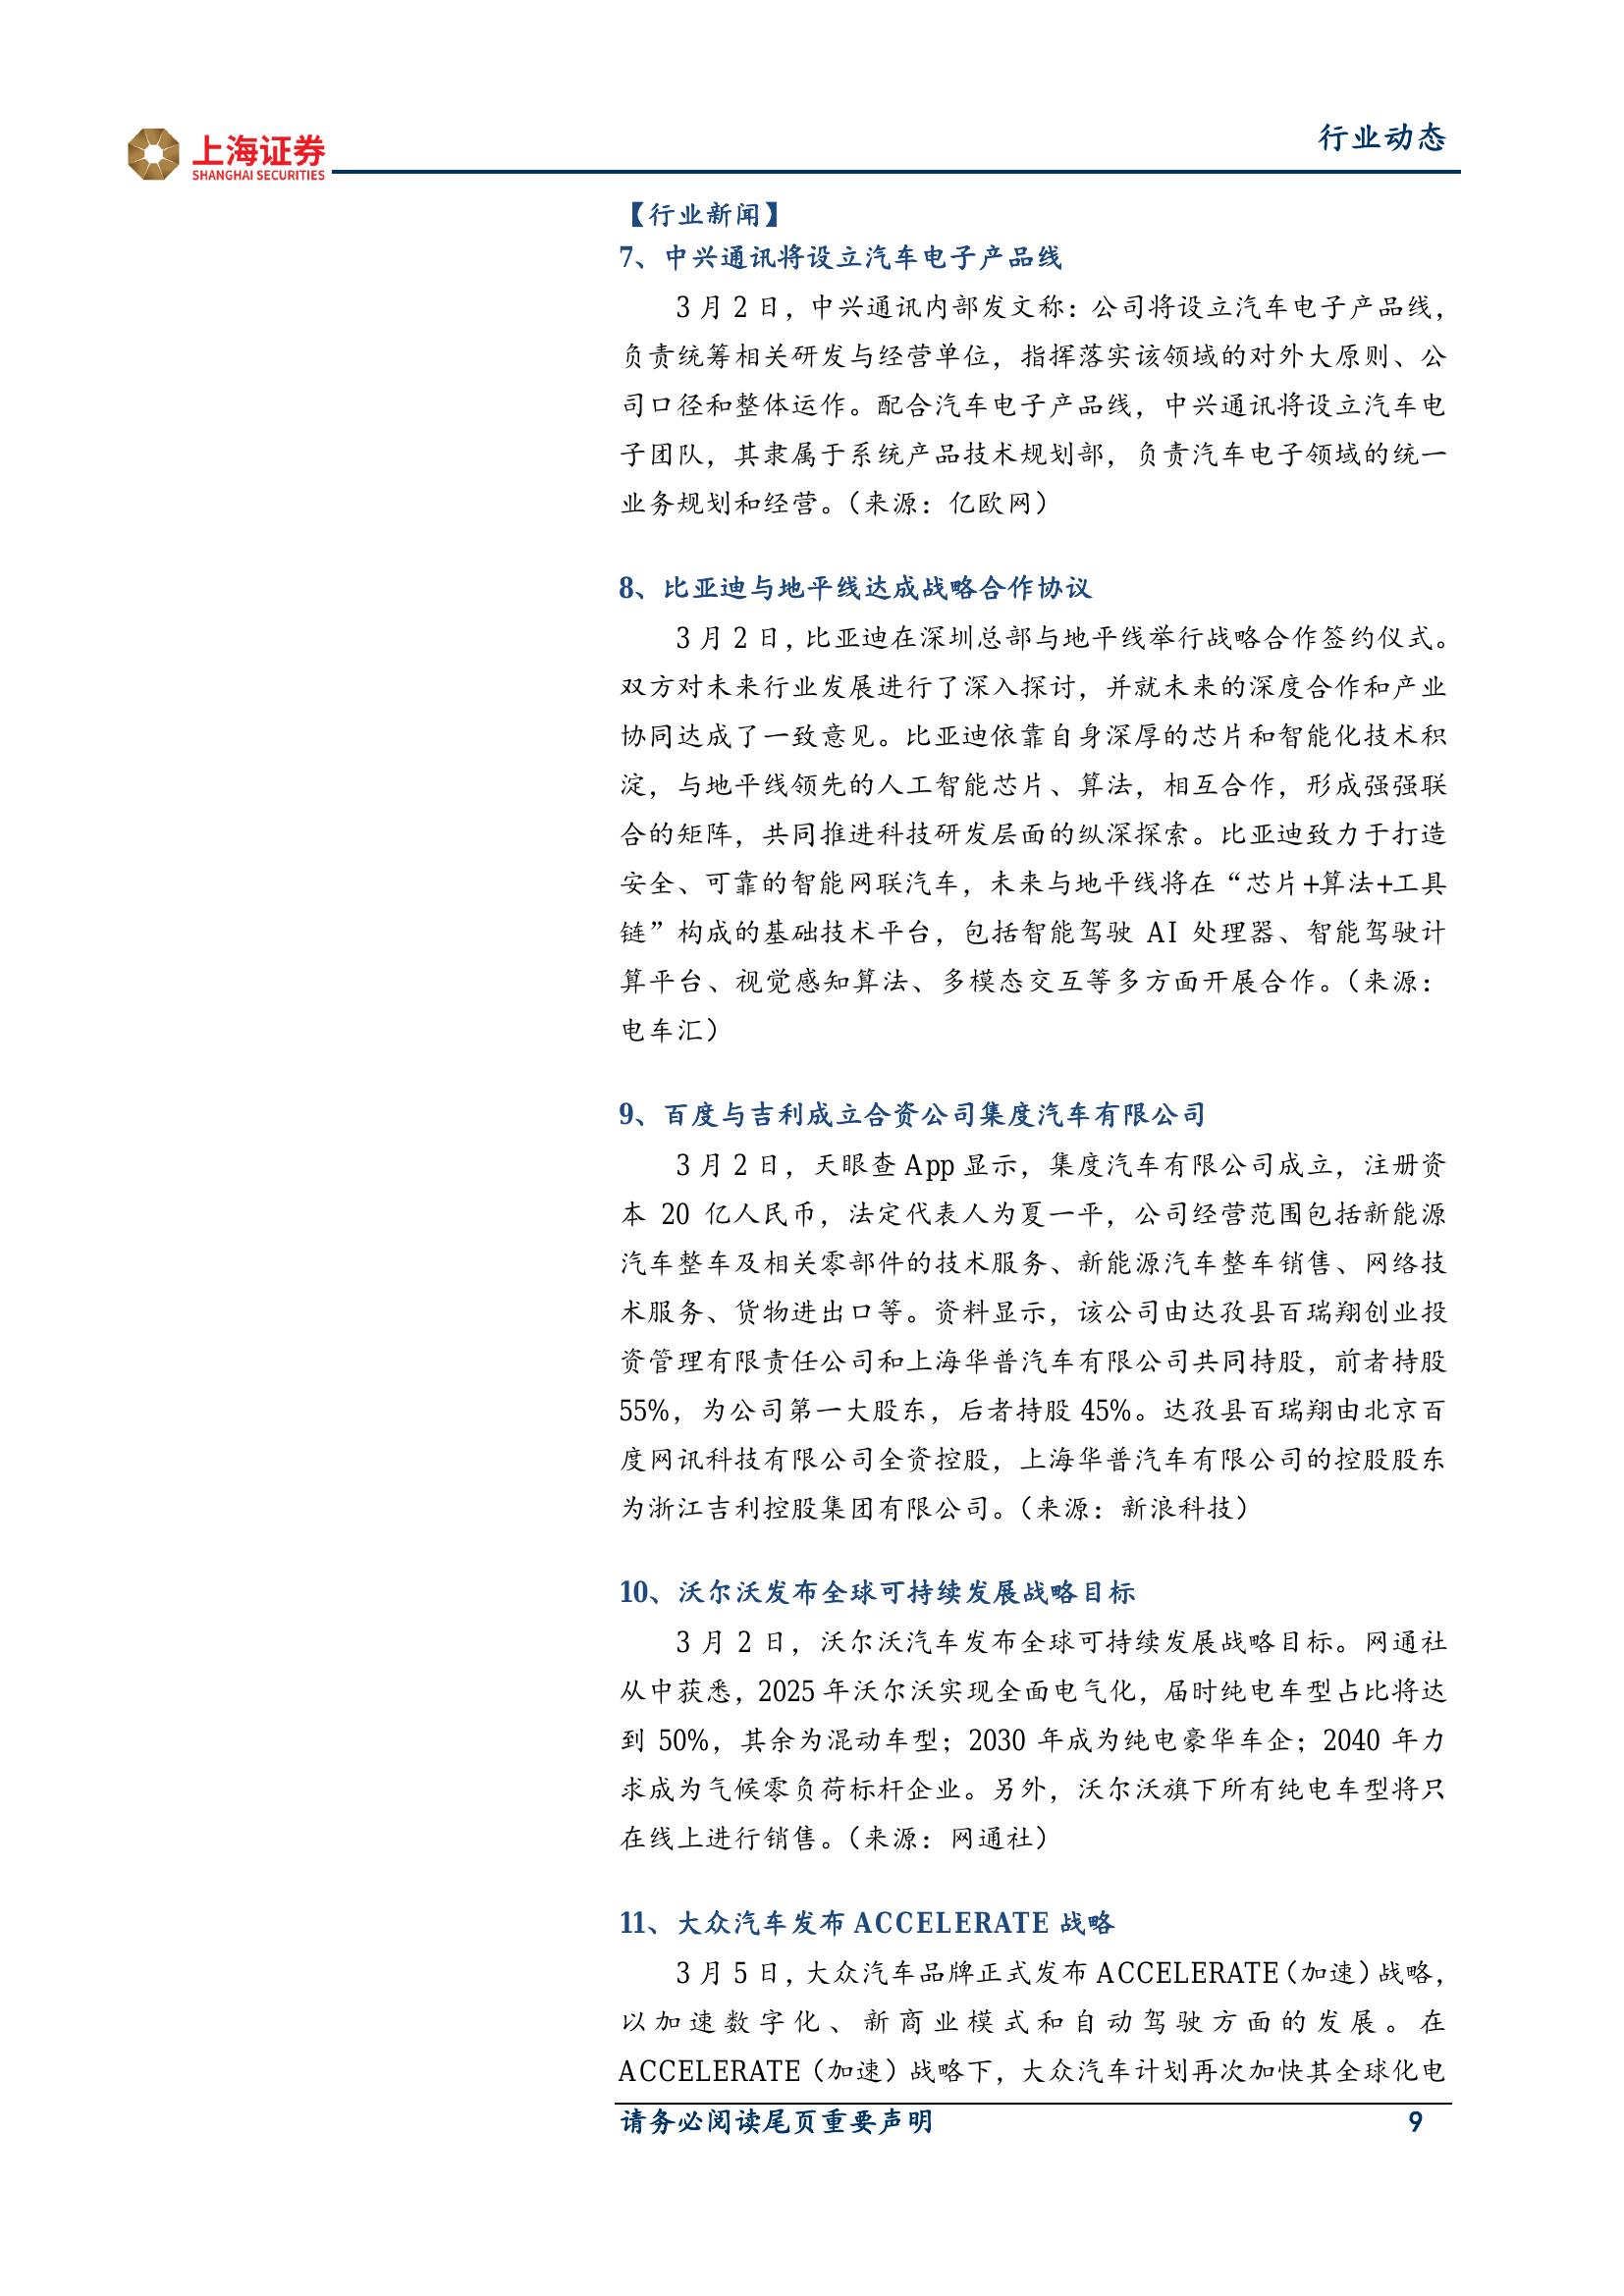 上海证券
SHANGHAI SECURITIES
行业动态
【行业新闻】
7、中兴通讯将设立汽车电子产品线
3 月 2 日，中兴通讯内部发文称：公司将设立汽车电子产品线，
负责统筹相关研发与经营单位，指挥落实该领域的对外大原则、公
司口径和整体运作。配合汽车电子产品线，中兴通讯将设立汽车电
子团队，其隶属于系统产品技术规划部，负责汽车电子领域的统一
业务规划和经营。（来源：亿欧网）
8、比亚迪与地平线达成战略合作协议
3 月 2 日，比亚迪在深圳总部与地平线举行战略合作签约仪式。
双方对未来行业发展进行了深入探讨，并就未来的深度合作和产业
协同达成了一致意见。比亚迪依靠自身深厚的芯片和智能化技术积
淀，与地平线领先的人工智能芯片、算法，相互合作，形成强强联
合的矩阵，共同推进科技研发层面的纵深探索。比亚迪致力于打造
安全、可靠的智能网联汽车，未来与地平线将在“芯片+算法+工具
链”构成的基础技术平台，包括智能驾驶 AI 处理器、智能驾驶计
算平台、视觉感知算法、多模态交互等多方面开展合作。（来源：
电车汇）
9、百度与吉利成立合资公司集度汽车有限公司
3 月 2 日，天眼查 App 显示，集度汽车有限公司成立，注册资
本 20 亿人民币，法定代表人为夏一平，公司经营范围包括新能源
汽车整车及相关零部件的技术服务、新能源汽车整车销售、网络技
术服务、货物进出口等。资料显示，该公司由达孜县百瑞翔创业投
资管理有限责任公司和上海华普汽车有限公司共同持股，前者持股
55%，为公司第一大股东，后者持股 45%。达孜县百瑞翔由北京百
度网讯科技有限公司全资控股，上海华普汽车有限公司的控股股东
为浙江吉利控股集团有限公司。（来源：新浪科技）
10、沃尔沃发布全球可持续发展战略目标
3 月 2 日，沃尔沃汽车发布全球可持续发展战略目标。网通社
从中获悉，2025 年沃尔沃实现全面电气化，届时纯电车型占比将达
到 50%，其余为混动车型；2030 年成为纯电豪华车企；2040 年力
求成为气候零负荷标杆企业。另外，沃尔沃旗下所有纯电车型将只
在线上进行销售。（来源：网通社）
11、大众汽车发布 ACCELERATE 战略
3 月 5 日，大众汽车品牌正式发布 ACCELERATE（加速）战略，
以加速数字化、新商业模式和自动驾驶方面的发展。在
ACCELERATE（加速）战略下，大众汽车计划再次加快其全球化电
请务必阅读尾页重要声明 9